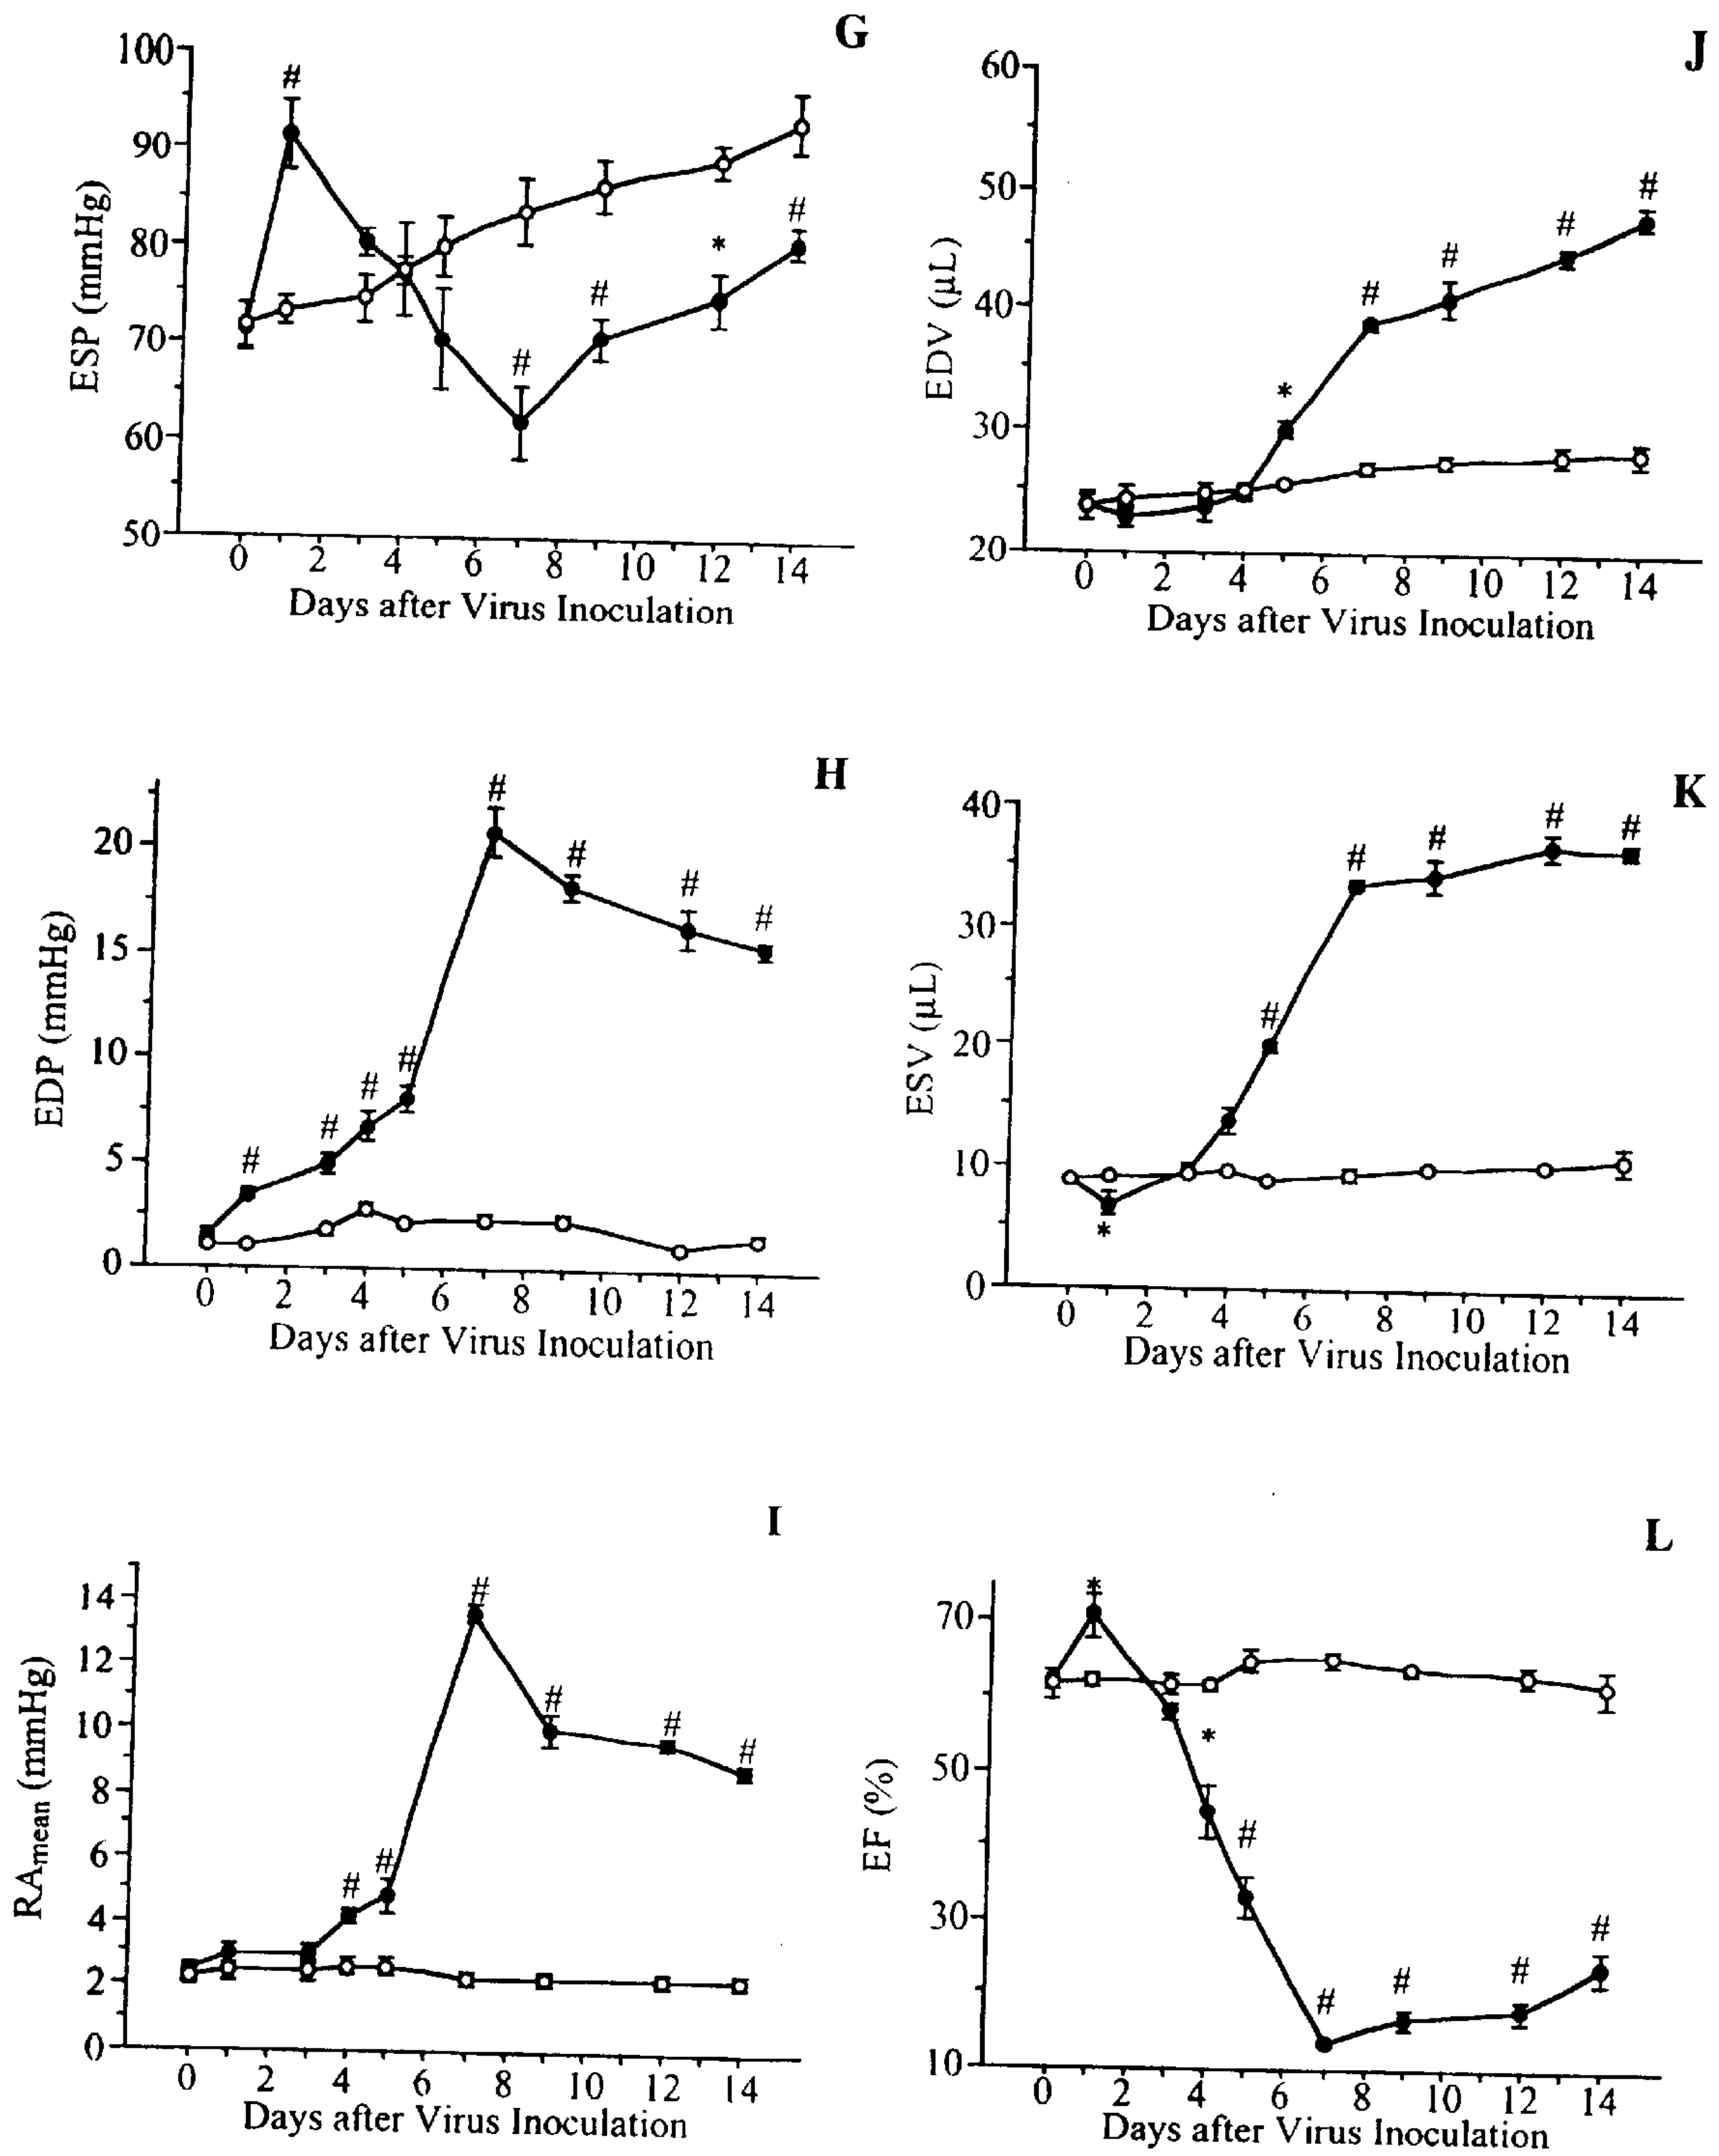 G
100
90
80
70
60
50
ESP (mmHg)
#
#
#
*
#
0 2 4 6 8 10 12 14
Days after Virus Inoculation
J
60
50
40
30
20
EDV (μL)
*
#
#
#
#
0 2 4 6 8 10 12 14
Days after Virus Inoculation
H
20
15
10
5
0
EDP (mmHg)
#
#
#
#
#
#
#
#
0 2 4 6 8 10 12 14
Days after Virus Inoculation
K
40
30
20
10
0
ESV (μL)
*
#
#
#
#
#
0 2 4 6 8 10 12 14
Days after Virus Inoculation
I
14
12
10
8
6
4
2
0
RAmean (mmHg)
#
#
#
#
#
#
0 2 4 6 8 10 12 14
Days after Virus Inoculation
L
70
50
30
10
EF (%)
*
*
#
#
#
#
#
0 2 4 6 8 10 12 14
Days after Virus Inoculation